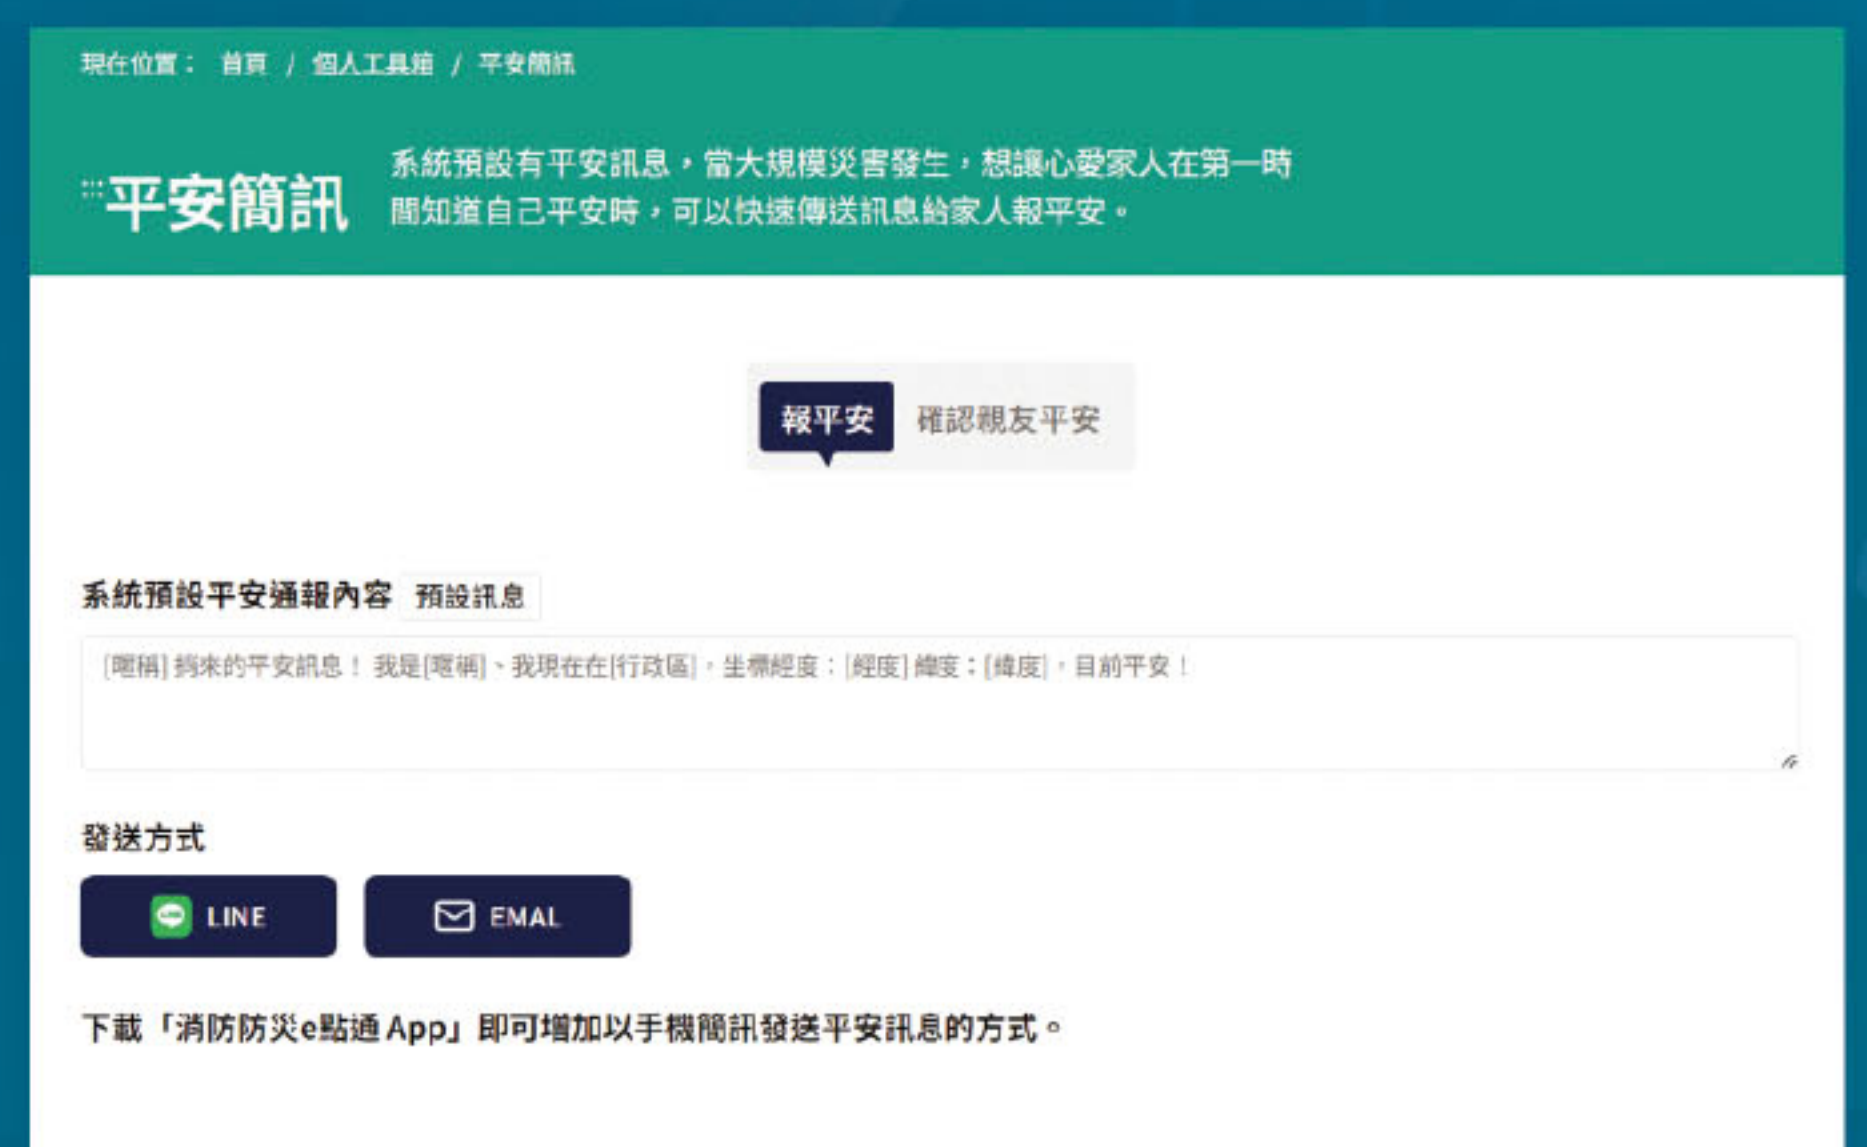 現在位置： 首頁 / 個人工具箱 / 平安簡訊
平安簡訊
系統預設有平安訊息，當大規模災害發生，想讓心愛家人在第一時
間知道自己平安時，可以快速傳送訊息給家人報平安。
報平安 確認親友平安
系統預設平安通報內容 預設訊息
[暱稱] 捎來的平安訊息！ 我是[暱稱]、我現在在[行政區]，坐標經度：[經度] 緯度：[緯度]，目前平安！
發送方式
LINE EMAL
下載「消防防災e點通 App」即可增加以手機簡訊發送平安訊息的方式。